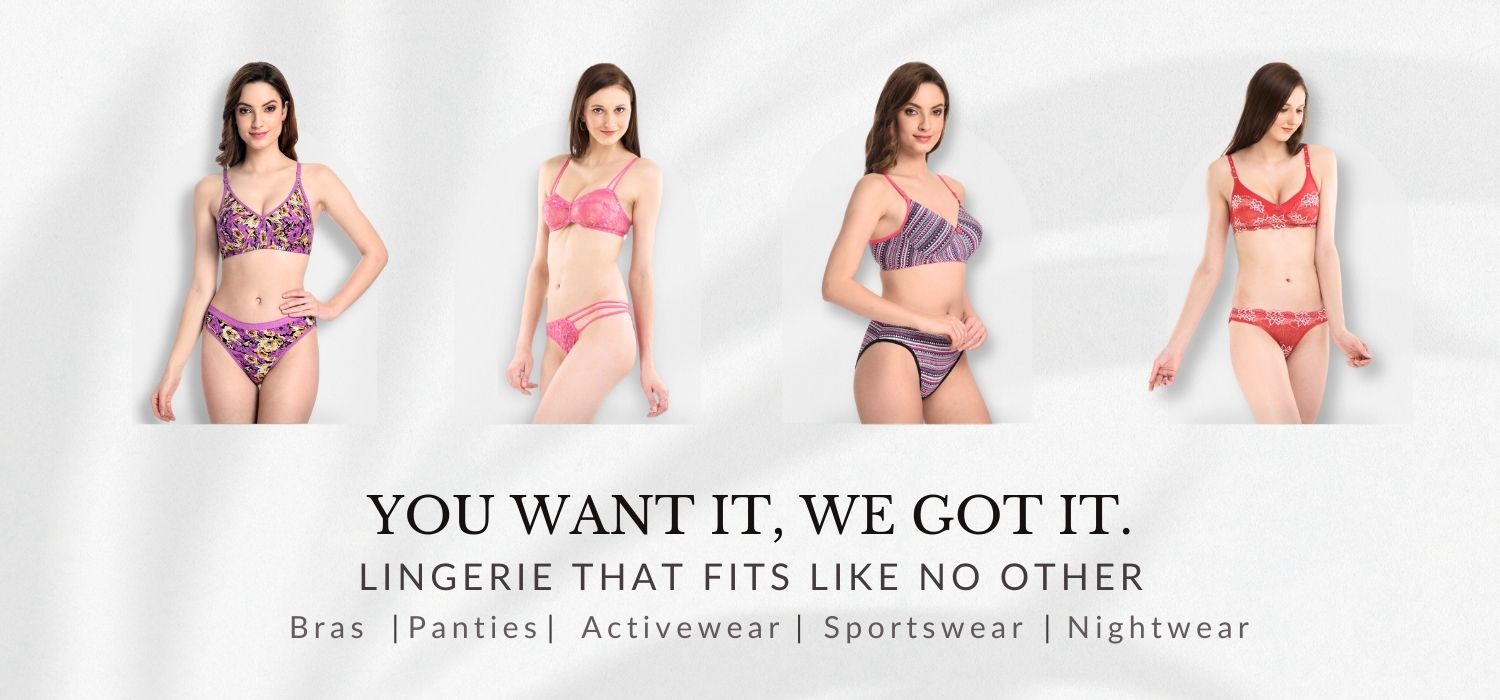 YOU WANT IT, WE GOT IT.
LINGERIE THAT FITS LIKE NO OTHER
Bras | Panties | Activewear | Sportswear | Nightwear